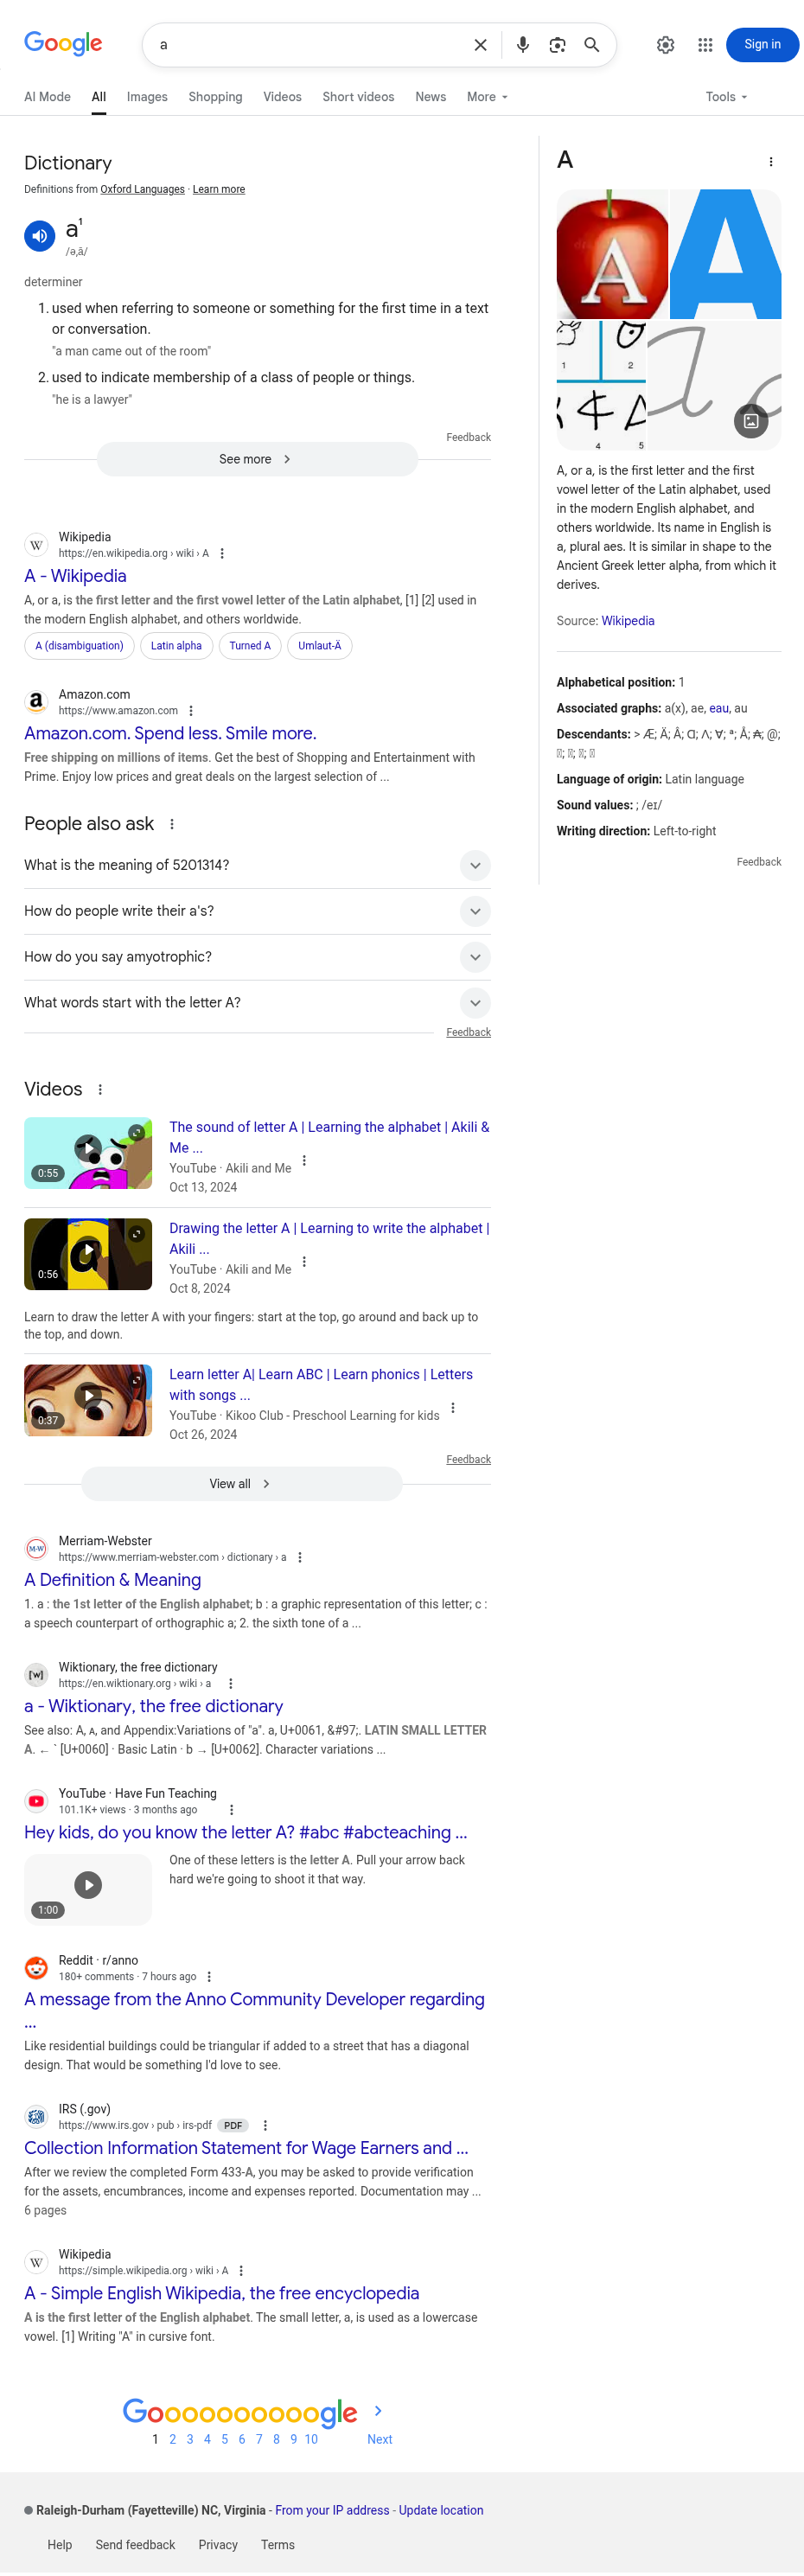 Google
a
Sign in
AI Mode
All
Images
Shopping
Videos
Short videos
News
More
Tools
Dictionary
Definitions from Oxford Languages · Learn more
a¹
/ə,ā/
determiner
1. used when referring to someone or something for the first time in a text
or conversation.
"a man came out of the room"
2. used to indicate membership of a class of people or things.
"he is a lawyer"
Feedback
See more
Wikipedia
https://en.wikipedia.org › wiki › A
A - Wikipedia
A, or a, is the first letter and the first vowel letter of the Latin alphabet, [1] [2] used in
the modern English alphabet, and others worldwide.
A (disambiguation)
Latin alpha
Turned A
Umlaut-Ä
Amazon.com
https://www.amazon.com
Amazon.com. Spend less. Smile more.
Free shipping on millions of items. Get the best of Shopping and Entertainment with
Prime. Enjoy low prices and great deals on the largest selection of ...
People also ask
What is the meaning of 5201314?
How do people write their a's?
How do you say amyotrophic?
What words start with the letter A?
Feedback
Videos
0:55
The sound of letter A | Learning the alphabet | Akili &
Me ...
YouTube · Akili and Me
Oct 13, 2024
a
0:56
Drawing the letter A | Learning to write the alphabet |
Akili ...
YouTube · Akili and Me
Oct 8, 2024
Learn to draw the letter A with your fingers: start at the top, go around and back up to
the top, and down.
0:37
Learn letter A| Learn ABC | Learn phonics | Letters
with songs ...
YouTube · Kikoo Club - Preschool Learning for kids
Oct 26, 2024
Feedback
View all
M-W
Merriam-Webster
https://www.merriam-webster.com › dictionary › a
A Definition & Meaning
1. a : the 1st letter of the English alphabet; b : a graphic representation of this letter; c :
a speech counterpart of orthographic a; 2. the sixth tone of a ...
[w]
Wiktionary, the free dictionary
https://en.wiktionary.org › wiki › a
a - Wiktionary, the free dictionary
See also: A, ᴀ, and Appendix:Variations of "a". a, U+0061, &#97;. LATIN SMALL LETTER
A. ← ` [U+0060] · Basic Latin · b → [U+0062]. Character variations ...
YouTube · Have Fun Teaching
101.1K+ views · 3 months ago
Hey kids, do you know the letter A? #abc #abcteaching ...
1:00
One of these letters is the letter A. Pull your arrow back
hard we're going to shoot it that way.
Reddit · r/anno
180+ comments · 7 hours ago
A message from the Anno Community Developer regarding
...
Like residential buildings could be triangular if added to a street that has a diagonal
design. That would be something I'd love to see.
IRS (.gov)
https://www.irs.gov › pub › irs-pdf PDF
Collection Information Statement for Wage Earners and ...
After we review the completed Form 433-A, you may be asked to provide verification
for the assets, encumbrances, income and expenses reported. Documentation may ...
6 pages
Wikipedia
https://simple.wikipedia.org › wiki › A
A - Simple English Wikipedia, the free encyclopedia
A is the first letter of the English alphabet. The small letter, a, is used as a lowercase
vowel. [1] Writing "A" in cursive font.
A
A
A
1
2
4
5
A, or a, is the first letter and the first
vowel letter of the Latin alphabet, used
in the modern English alphabet, and
others worldwide. Its name in English is
a, plural aes. It is similar in shape to the
Ancient Greek letter alpha, from which it
derives.
Source: Wikipedia
Alphabetical position: 1
Associated graphs: a(x), ae, eau, au
Descendants: > Æ; Ä; Â; Ɑ; Λ; Ɐ; ª; Å; ₳; @;
Language of origin: Latin language
Sound values: ; /eɪ/
Writing direction: Left-to-right
Feedback
Goooooooooogle
1 2 3 4 5 6 7 8 9 10 Next
Raleigh-Durham (Fayetteville) NC, Virginia - From your IP address - Update location
Help
Send feedback
Privacy
Terms